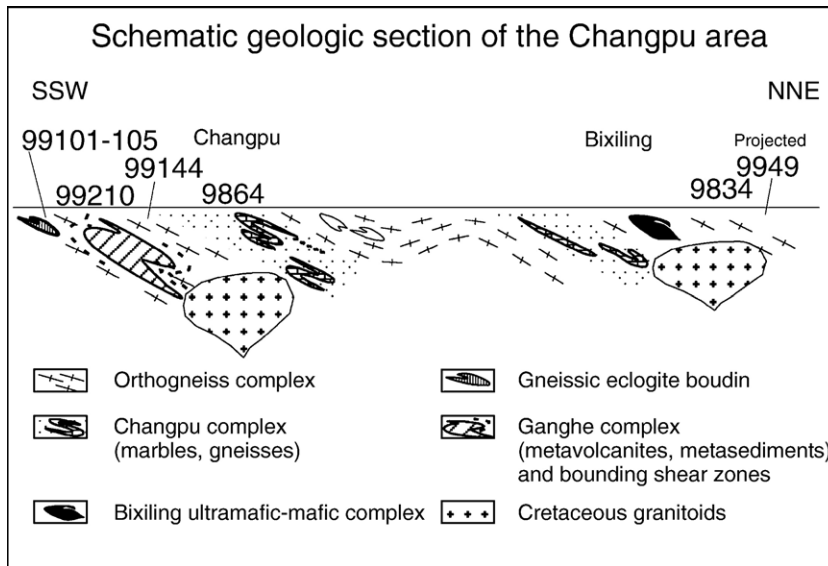 Schematic geologic section of the Changpu area
SSW
NNE
99101-105
Changpu
Bixiling
Projected
99144
9949
99210
9864
9834
Orthogneiss complex
Gneissic eclogite boudin
Changpu complex
(marbles, gneisses)
Ganghe complex
(metavolcanites, metasediments)
and bounding shear zones
Bixiling ultramafic-mafic complex
Cretaceous granitoids